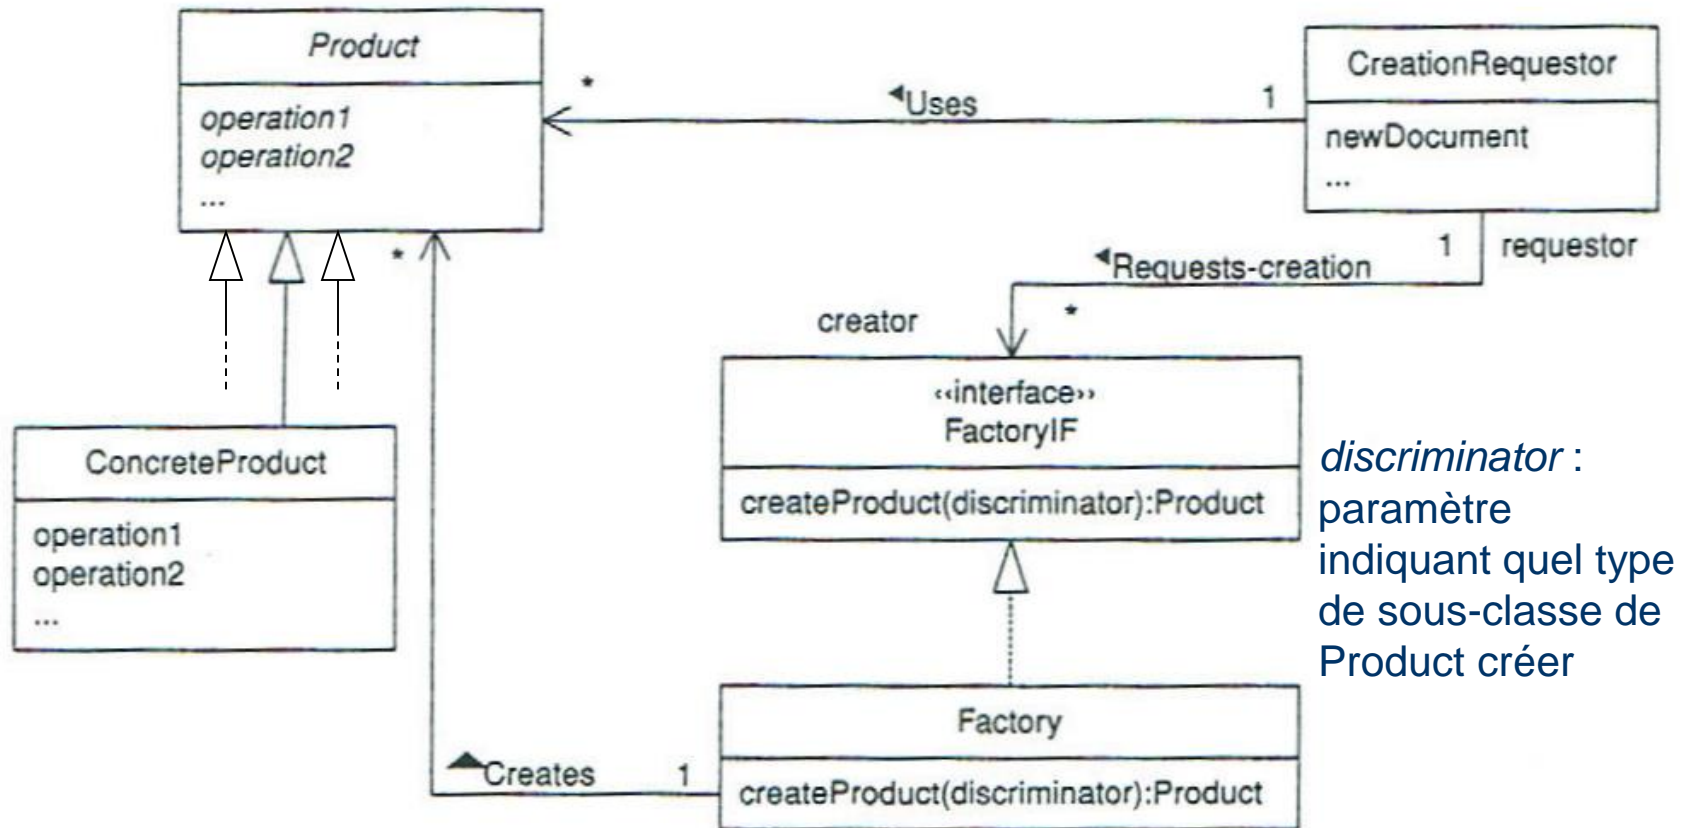 Product
operation1
operation2
...
*
◄Uses
1
CreationRequestor
newDocument
...
*
1
requestor
◄Requests-creation
*
creator
«interface»
FactoryIF
createProduct(discriminator):Product
discriminator :
paramètre
indiquant quel type
de sous-classe de
Product créer
ConcreteProduct
operation1
operation2
...
Factory
createProduct(discriminator):Product
▲Creates
1